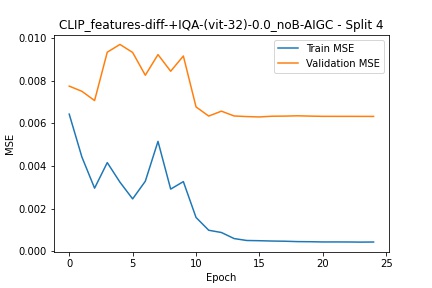 CLIP_features-diff-+IQA-(vit-32)-0.0_noB-AIGC - Split 4
Train MSE
Validation MSE
MSE
0.010
0.008
0.006
0.004
0.002
0.000
0 5 10 15 20 25
Epoch